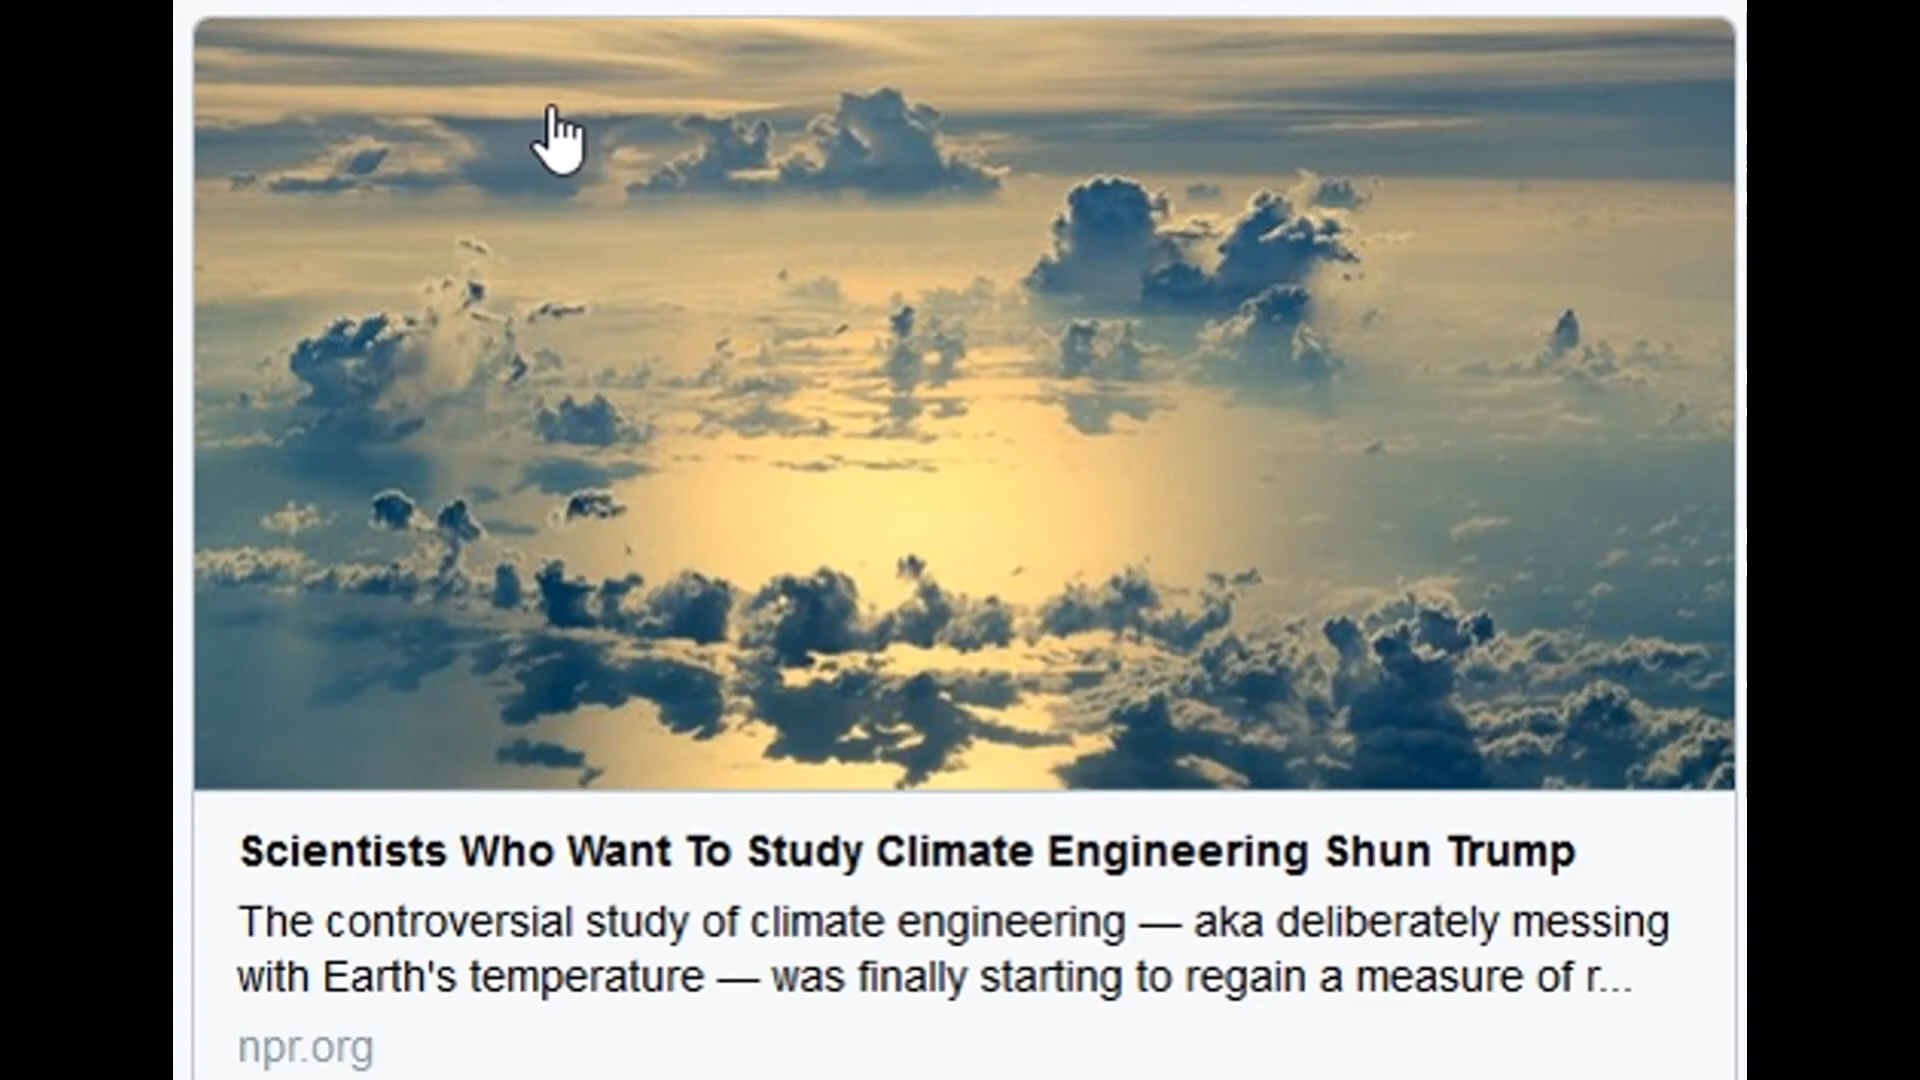 Scientists Who Want To Study Climate Engineering Shun Trump
The controversial study of climate engineering — aka deliberately messing
with Earth's temperature — was finally starting to regain a measure of r...
npr.org